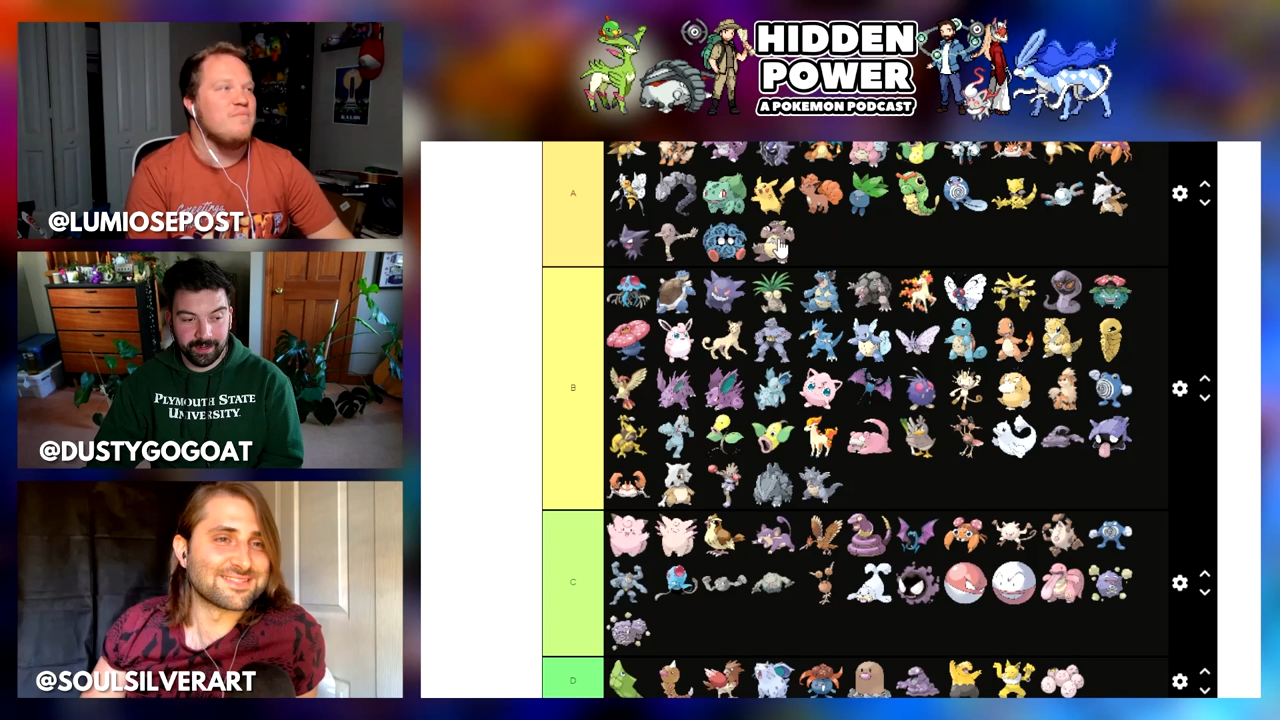 HIDDEN
POWER
A POKEMON PODCAST
@LUMIOSEPOST
PLYMOUTH STATE
UNIVERSITY.
@DUSTYGOGOAT
@SOULSILVERART
A
B
C
D